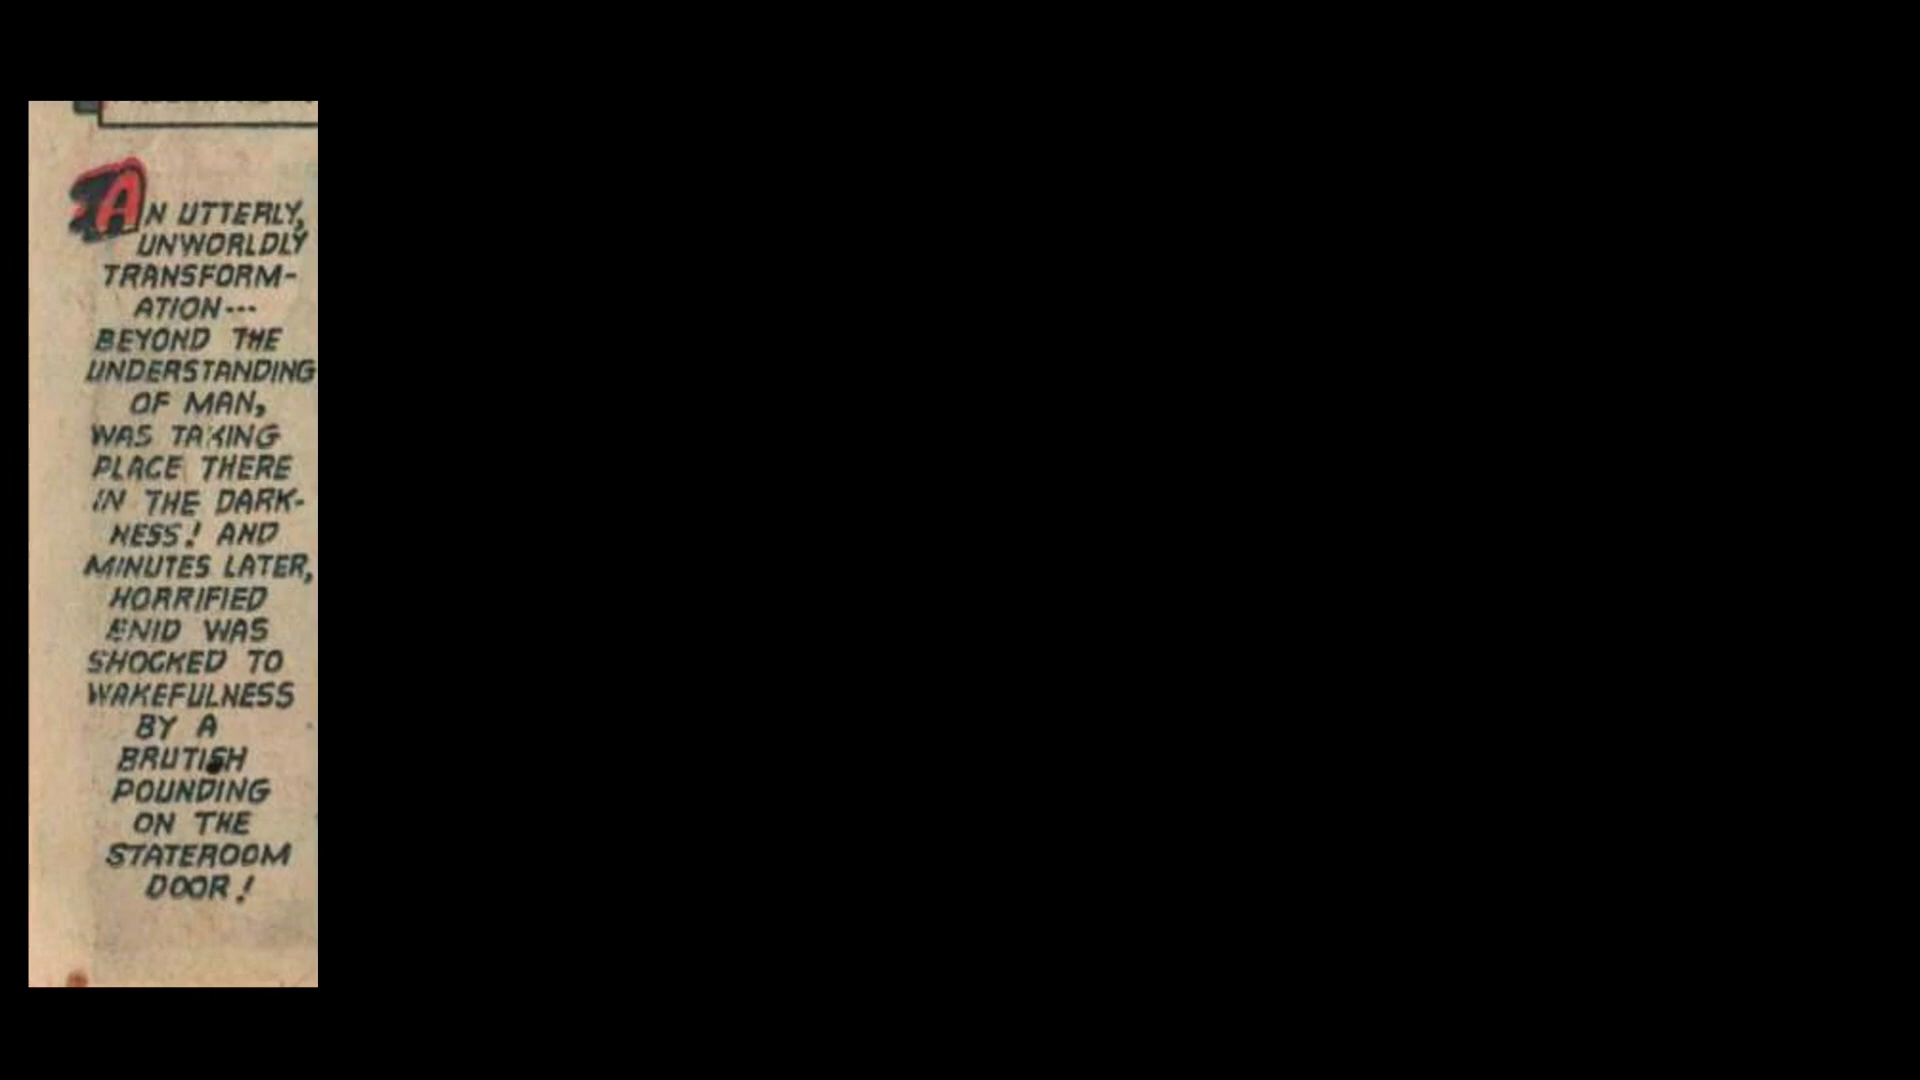 AN UTTERLY,
UNWORLDLY
TRANSFORM-
ATION---
BEYOND THE
UNDERSTANDING
OF MAN,
WAS TAKING
PLACE THERE
IN THE DARK-
NESS! AND
MINUTES LATER,
HORRIFIED
ENID WAS
SHOCKED TO
WAKEFULNESS
BY A
BRUTISH
POUNDING
ON THE
STATEROOM
DOOR!